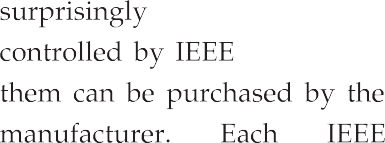 surprisingly
controlled by IEEE
them can be purchased by the
manufacturer. Each IEEE